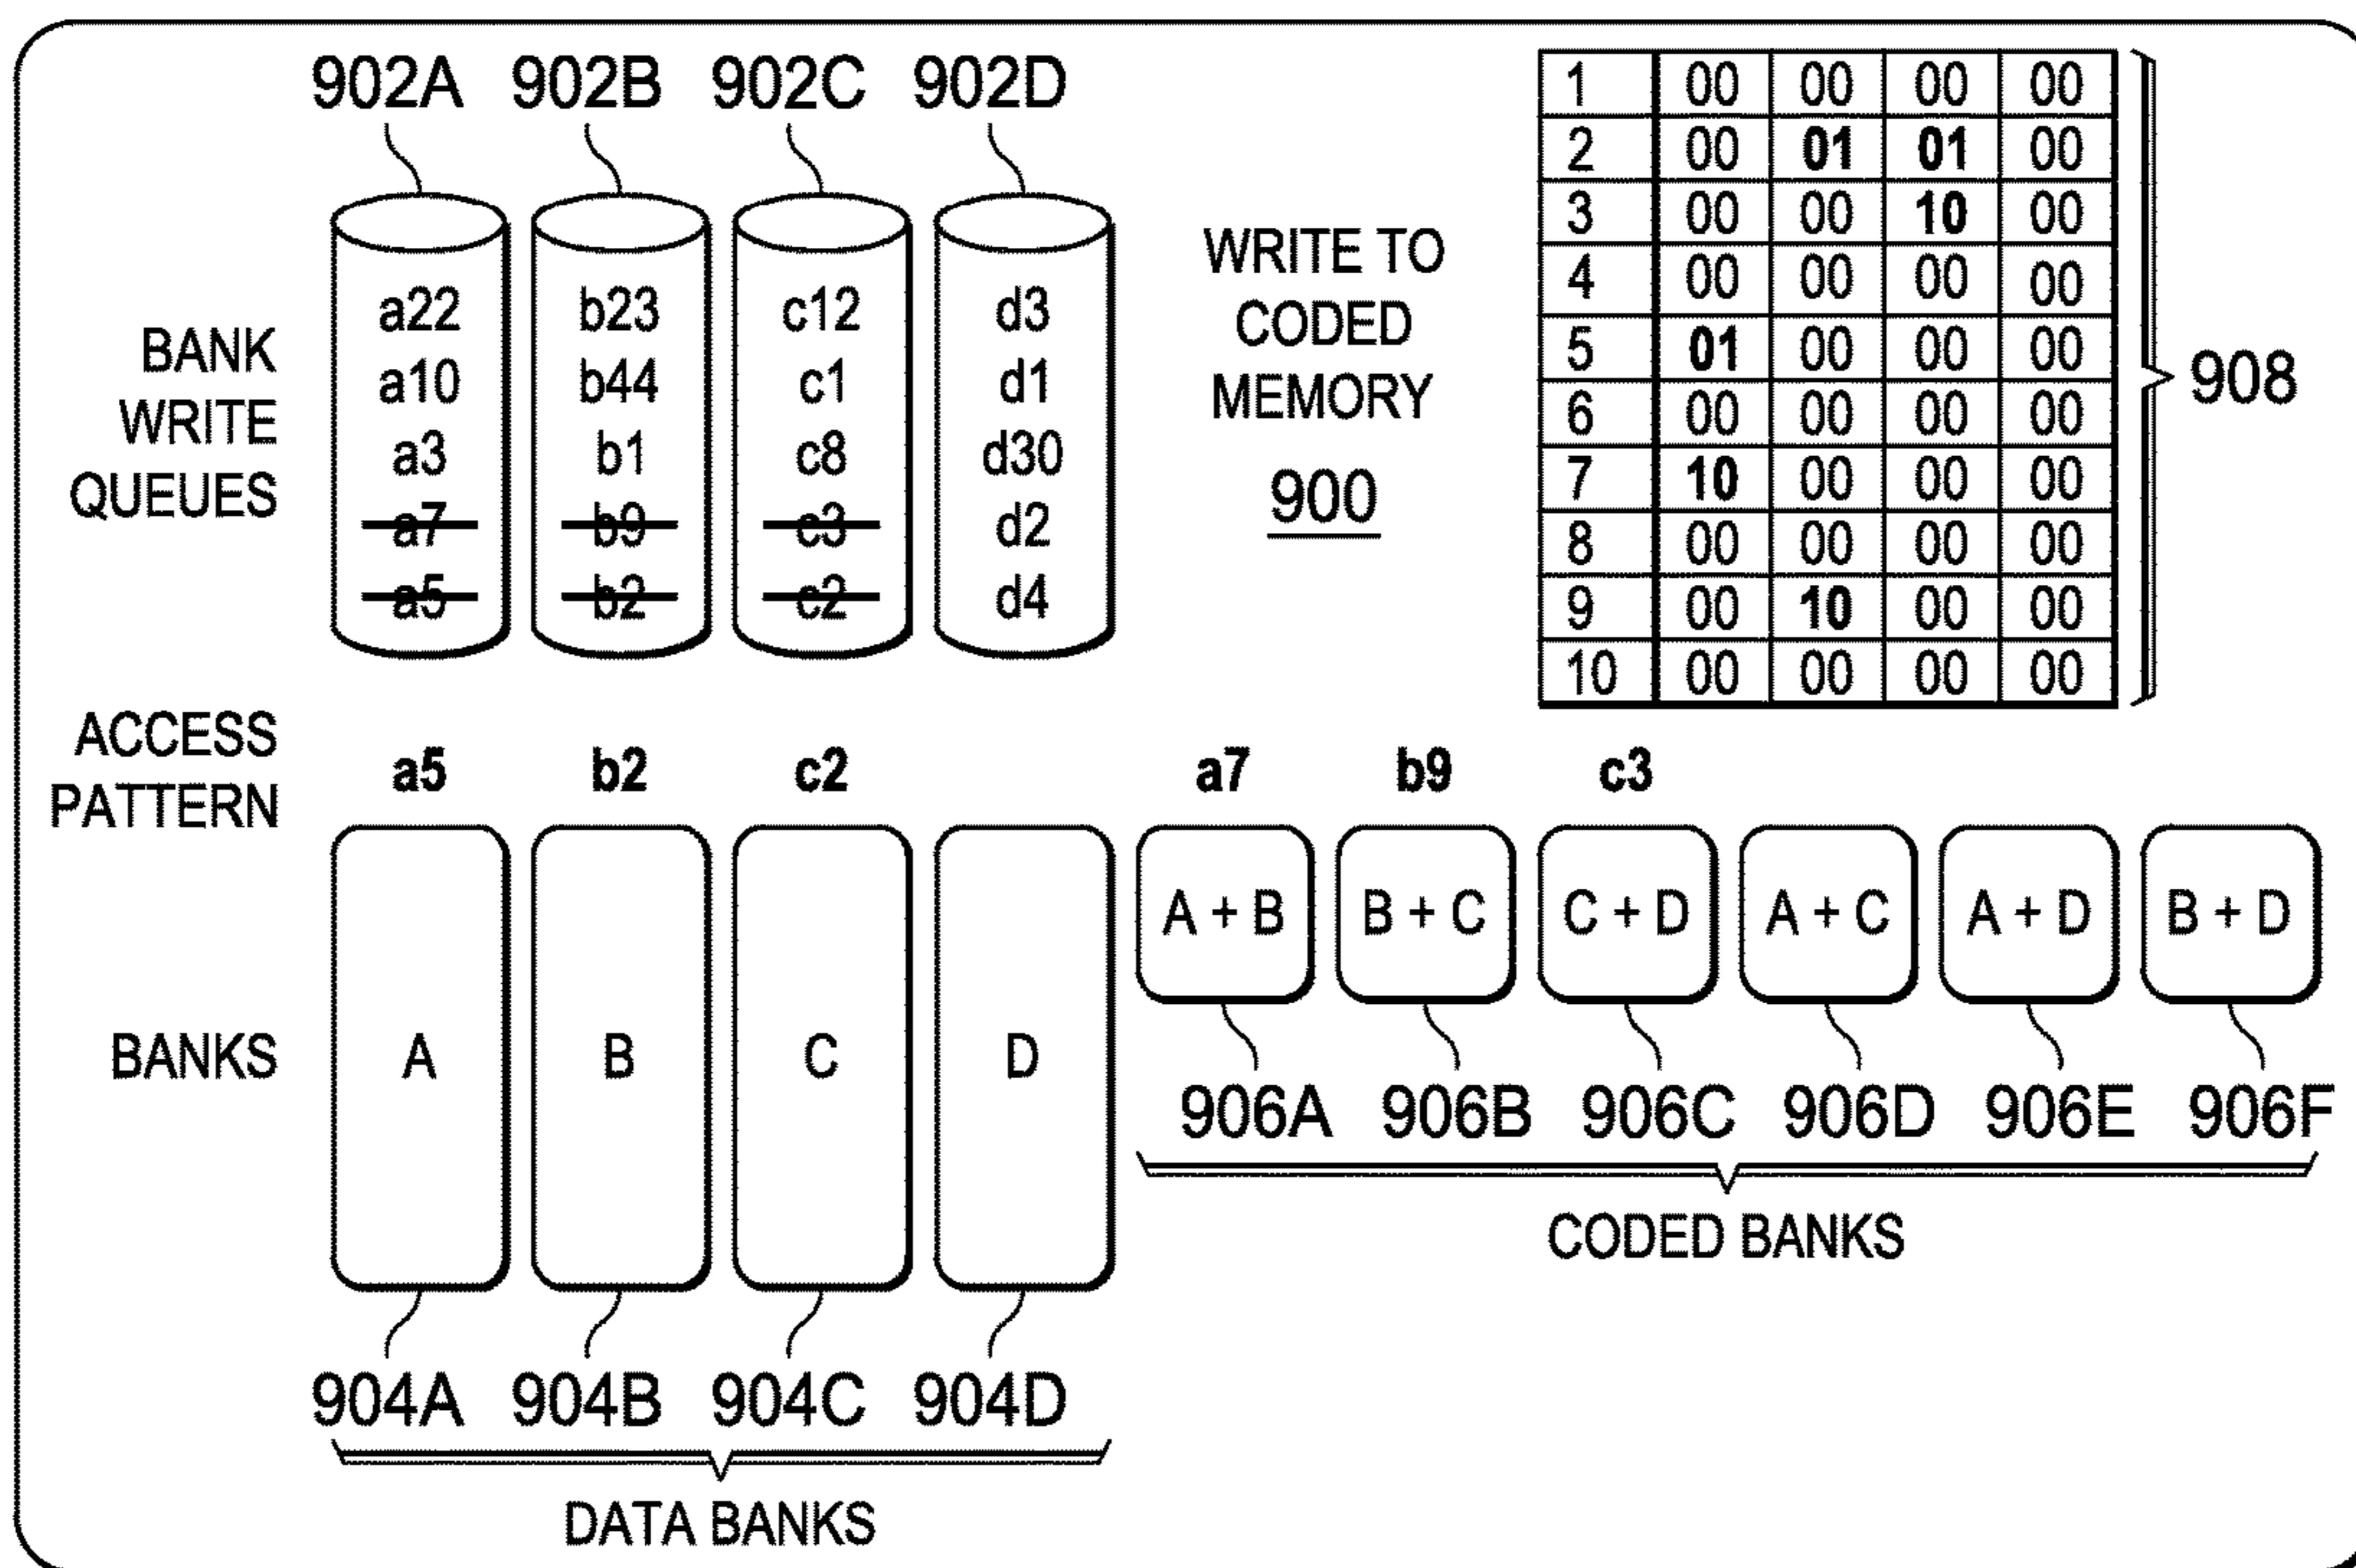 902A 902B 902C 902D
BANK
WRITE
QUEUES
a22 b23 c12 d3
a10 b44 c1 d1
a3 b1 c8 d30
a7 b9 c3 d2
a5 b2 c2 d4
WRITE TO
CODED
MEMORY
900
1 00 00 00 00
2 00 01 01 00
3 00 00 10 00
4 00 00 00 00
5 01 00 00 00
6 00 00 00 00
7 10 00 00 00
8 00 00 00 00
9 00 10 00 00
10 00 00 00 00
908
ACCESS
PATTERN
a5 b2 c2 a7 b9 c3
BANKS
A B C D
A + B B + C C + D A + C A + D B + D
906A 906B 906C 906D 906E 906F
CODED BANKS
904A 904B 904C 904D
DATA BANKS